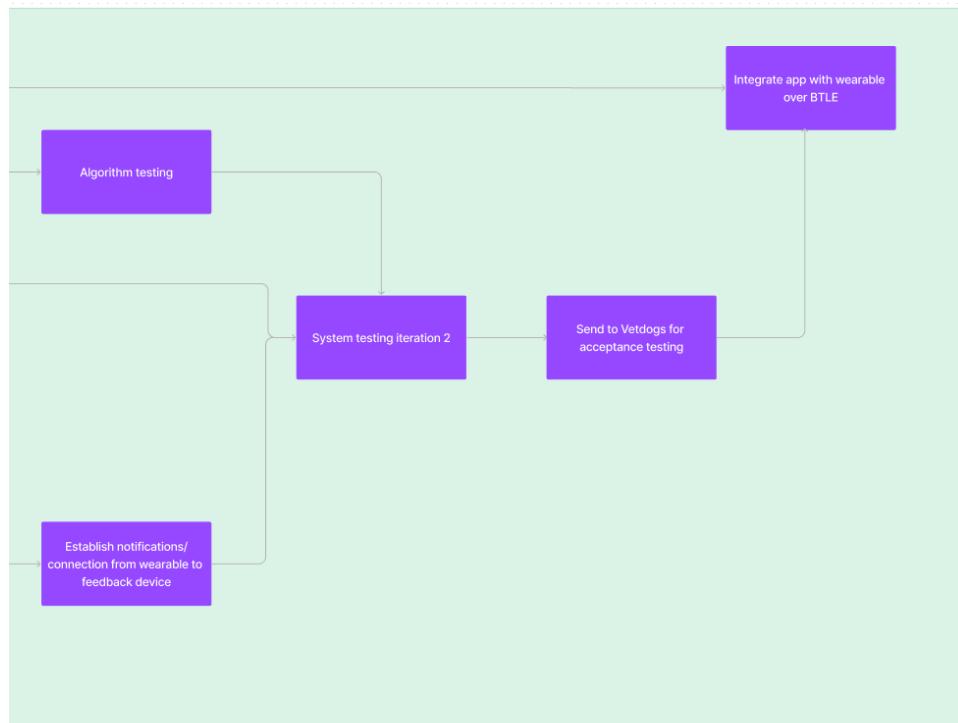 Integrate app with wearable
over BTLE
Algorithm testing
System testing iteration 2
Send to Vetdogs for
acceptance testing
Establish notifications/
connection from wearable to
feedback device